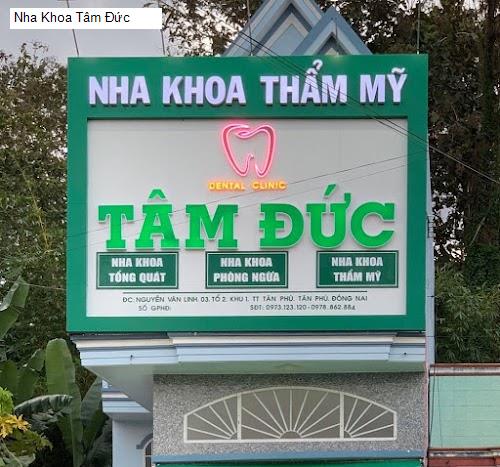 Nha Khoa Tâm Đức
NHA KHOA THẨM MỸ
DENTAL CLINIC
TÂM ĐỨC
NHA KHOA TỔNG QUÁT
NHA KHOA PHÒNG NGỪA
NHA KHOA THẨM MỸ
ĐC: NGUYỄN VĂN LINH, 03, TỔ 2, KHU 1, TT TÂN PHÚ, TÂN PHÚ, ĐỒNG NAI
SỐ GPHĐ: SĐT: 0973.123.120 - 0978.862.884